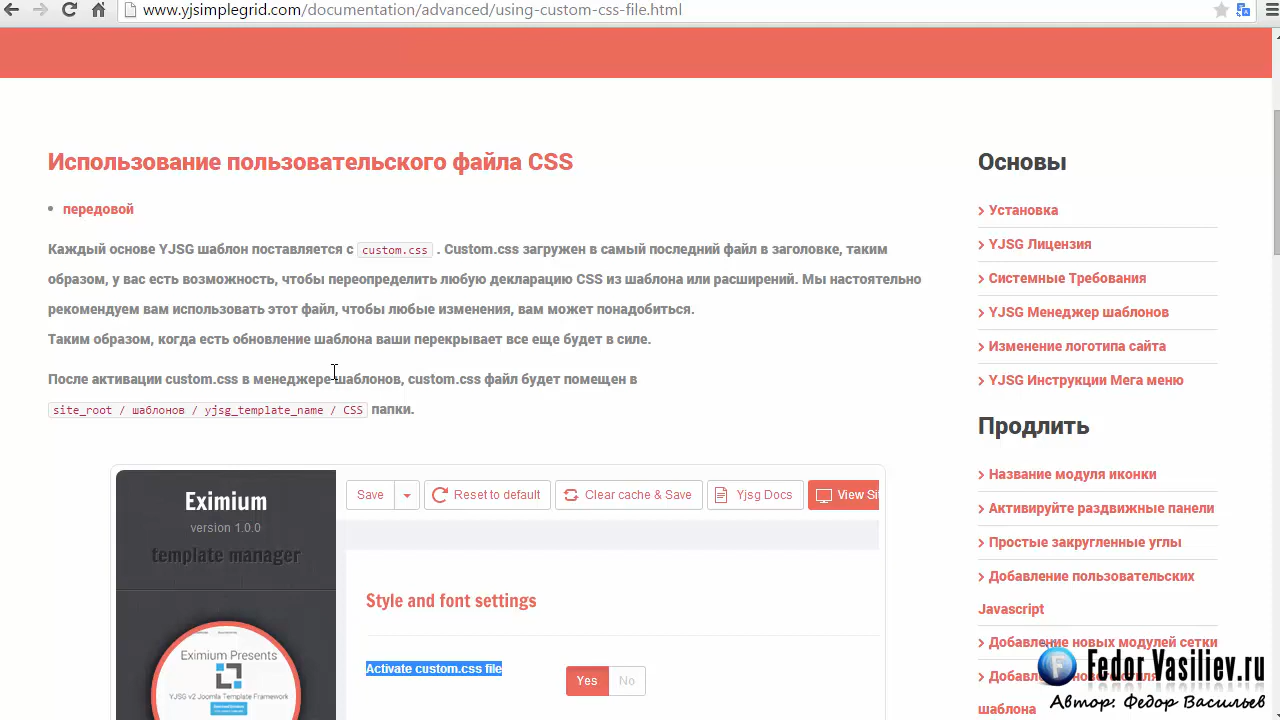 www.yjsimplegrid.com/documentation/advanced/using-custom-css-file.html
Использование пользовательского файла CSS
передовой
Каждый основе YJSG шаблон поставляется с custom.css . Custom.css загружен в самый последний файл в заголовке, таким
образом, у вас есть возможность, чтобы переопределить любую декларацию CSS из шаблона или расширений. Мы настоятельно
рекомендуем вам использовать этот файл, чтобы любые изменения, вам может понадобиться.
Таким образом, когда есть обновление шаблона ваши перекрывает все еще будет в силе.
После активации custom.css в менеджере шаблонов, custom.css файл будет помещен в
site_root / шаблонов / yjsg_template_name / CSS папки.
Eximium
version 1.0.0
template manager
Eximium Presents
YJSG v2 Joomla Template Framework
Save
Reset to default
Clear cache & Save
Yjsg Docs
View Si
Style and font settings
Activate custom.css file
Yes
No
Основы
Установка
YJSG Лицензия
Системные Требования
YJSG Менеджер шаблонов
Изменение логотипа сайта
YJSG Инструкции Мега меню
Продлить
Название модуля иконки
Активируйте раздвижные панели
Простые закругленные углы
Добавление пользовательских
Javascript
Добавление новых модулей сетки
шаблона
Fedor Vasiliev.ru
Автор: Федор Васильев